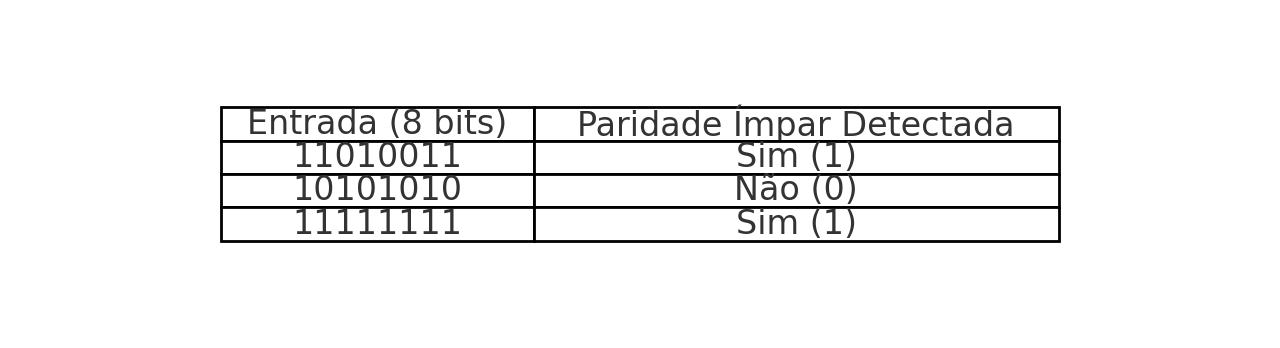 Entrada (8 bits) Paridade Ímpar Detectada
11010011 Sim (1)
10101010 Não (0)
11111111 Sim (1)